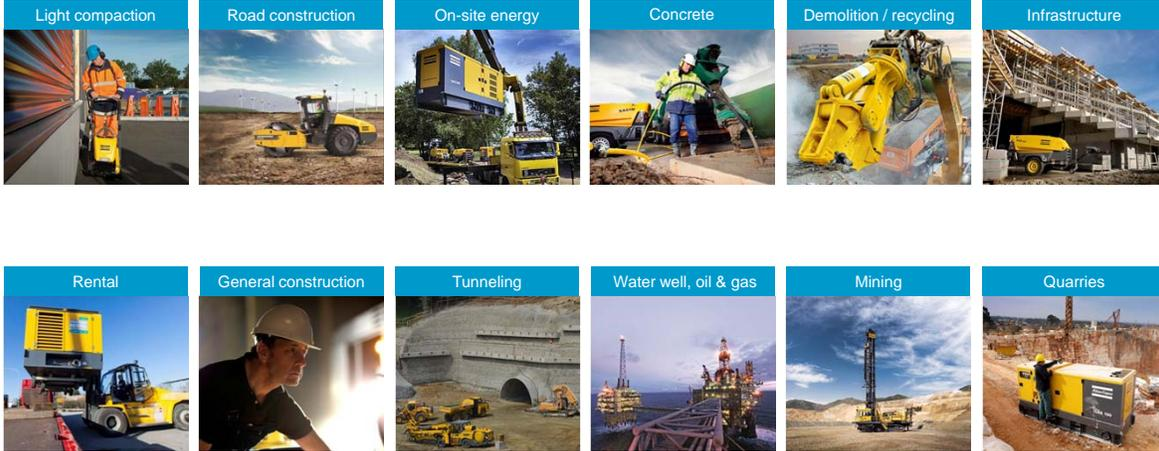 Light compaction
Road construction
On-site energy
Concrete
Demolition / recycling
Infrastructure
Rental
General construction
Tunneling
Water well, oil & gas
Mining
Quarries